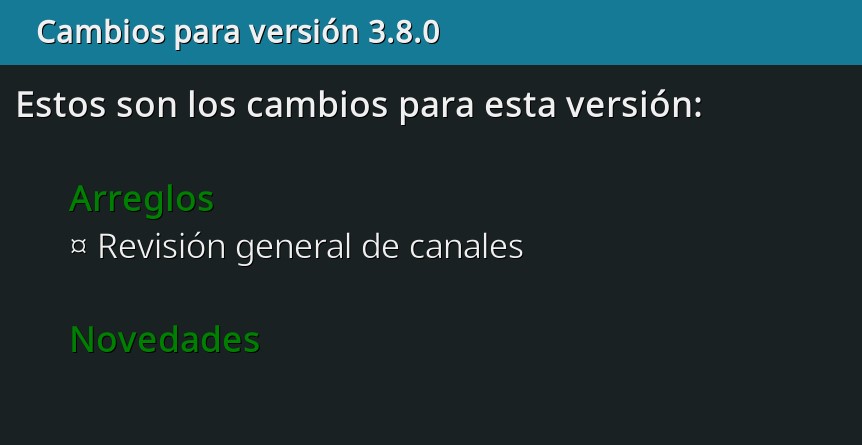 Cambios para versión 3.8.0
Estos son los cambios para esta versión:
Arreglos
¤ Revisión general de canales
Novedades